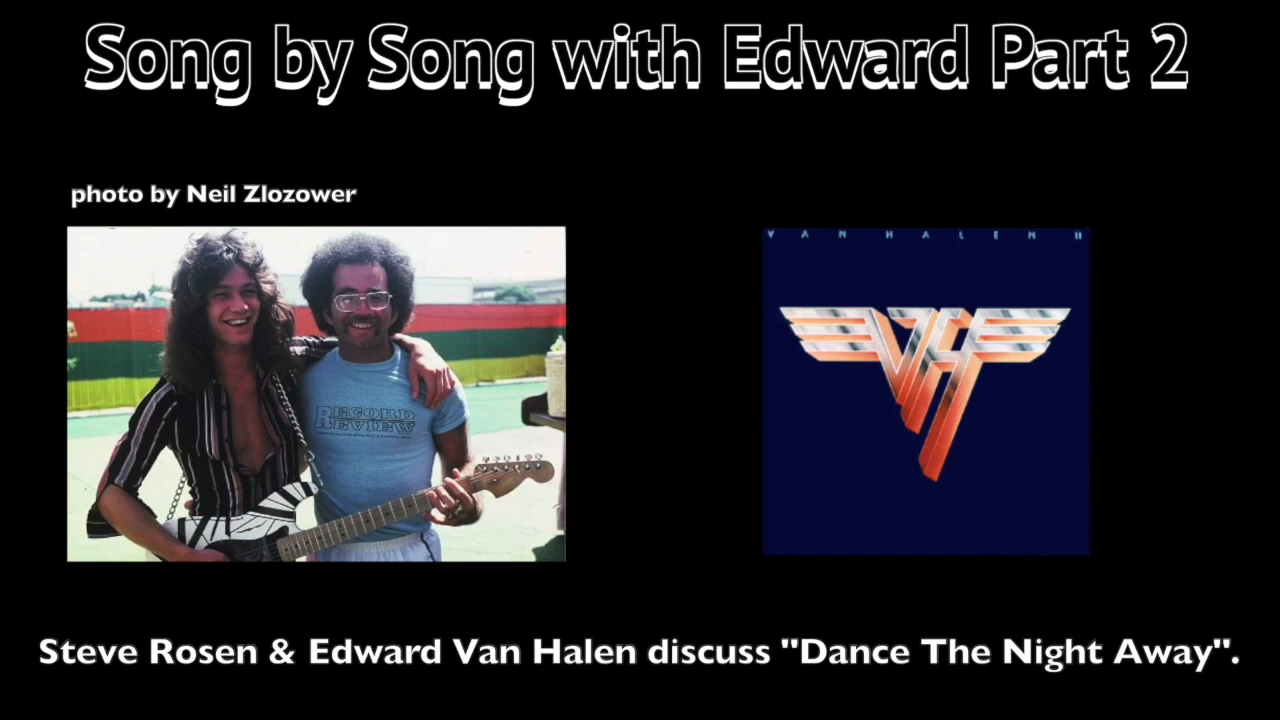 Song by Song with Edward Part 2
photo by Neil Zlozower
VAN HALEN II
RECORD
REVIEW
VH
Steve Rosen & Edward Van Halen discuss "Dance The Night Away".